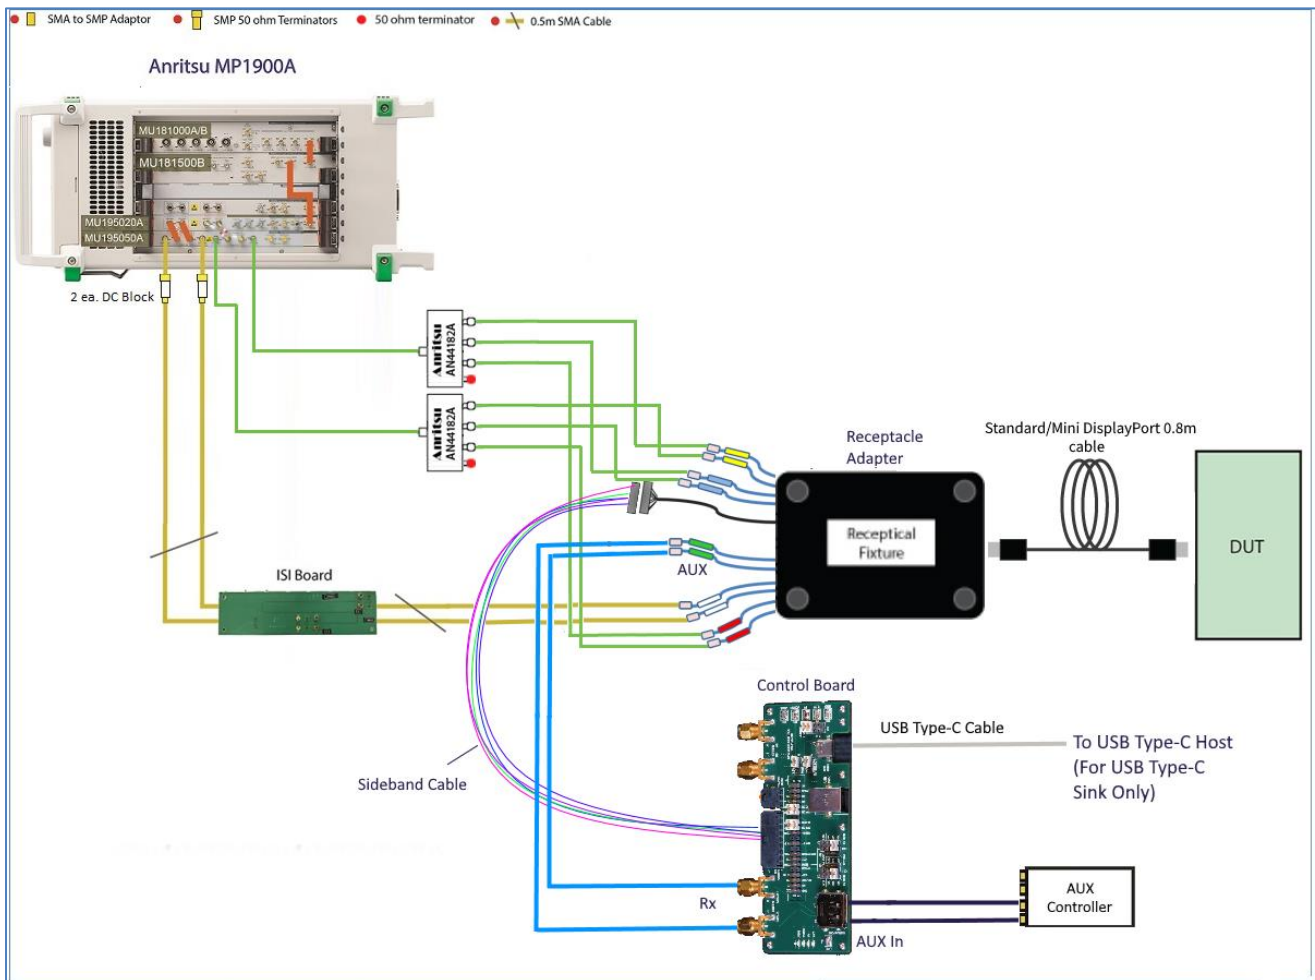 SMA to SMP Adaptor
SMP 50 ohm Terminators
50 ohm terminator
0.5m SMA Cable
Anritsu MP1900A
MU181000A/B
MU181500B
MU195020A
MU195050A
2 ea. DC Block
Anritsu
AN44182A
Anritsu
AN44182A
Receptacle
Adapter
Standard/Mini DisplayPort 0.8m
cable
Receptical
Fixture
DUT
AUX
ISI Board
Control Board
USB Type-C Cable
To USB Type-C Host
(For USB Type-C
Sink Only)
Sideband Cable
Rx
AUX
Controller
AUX In